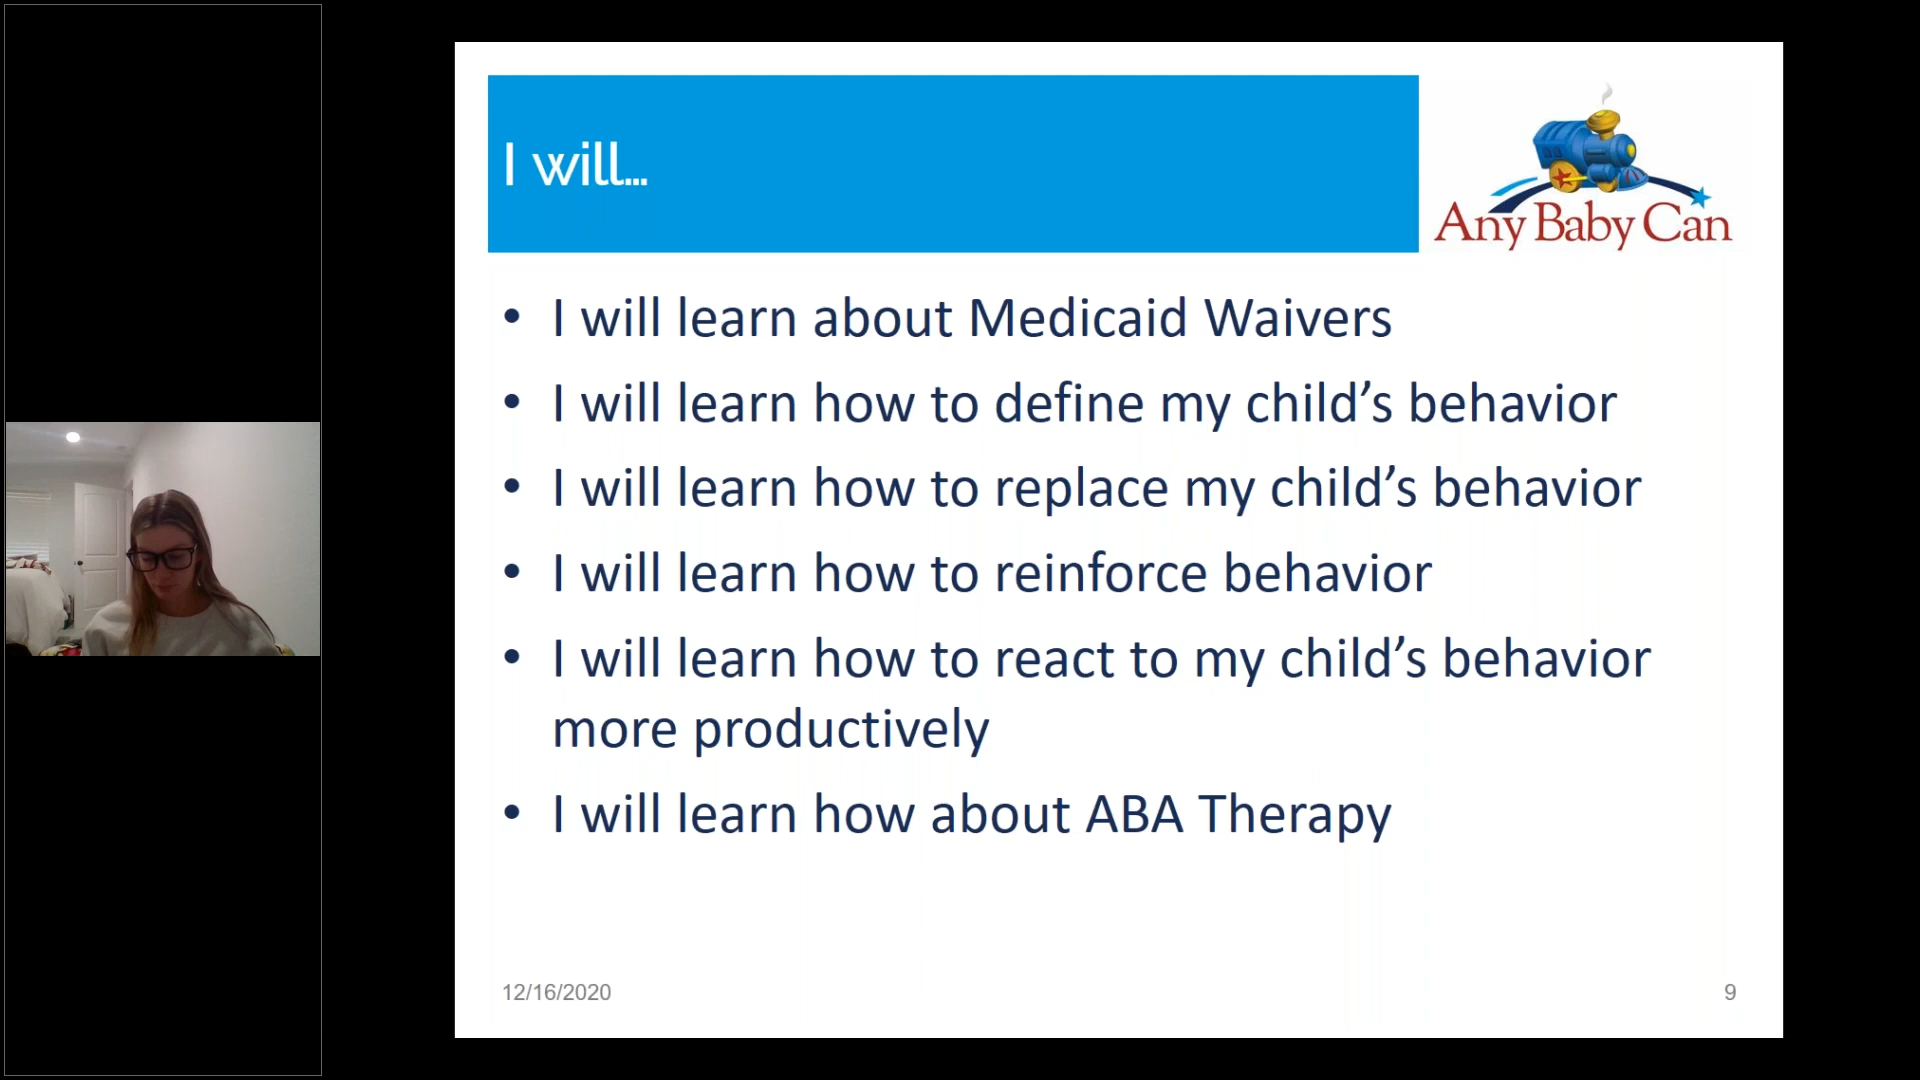 I will...
Any Baby Can
• I will learn about Medicaid Waivers
• I will learn how to define my child’s behavior
• I will learn how to replace my child’s behavior
• I will learn how to reinforce behavior
• I will learn how to react to my child’s behavior
more productively
• I will learn how about ABA Therapy
12/16/2020
9